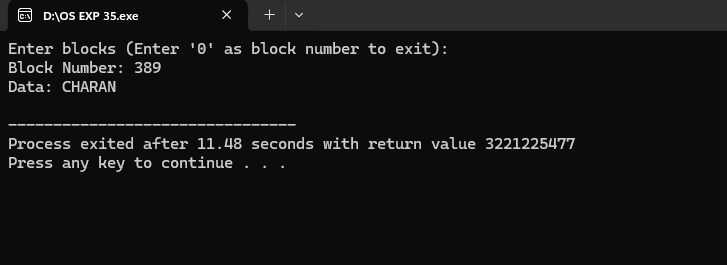 D:\OS EXP 35.exe
Enter blocks (Enter '0' as block number to exit):
Block Number: 389
Data: CHARAN
--------------------------------
Process exited after 11.48 seconds with return value 3221225477
Press any key to continue . . .